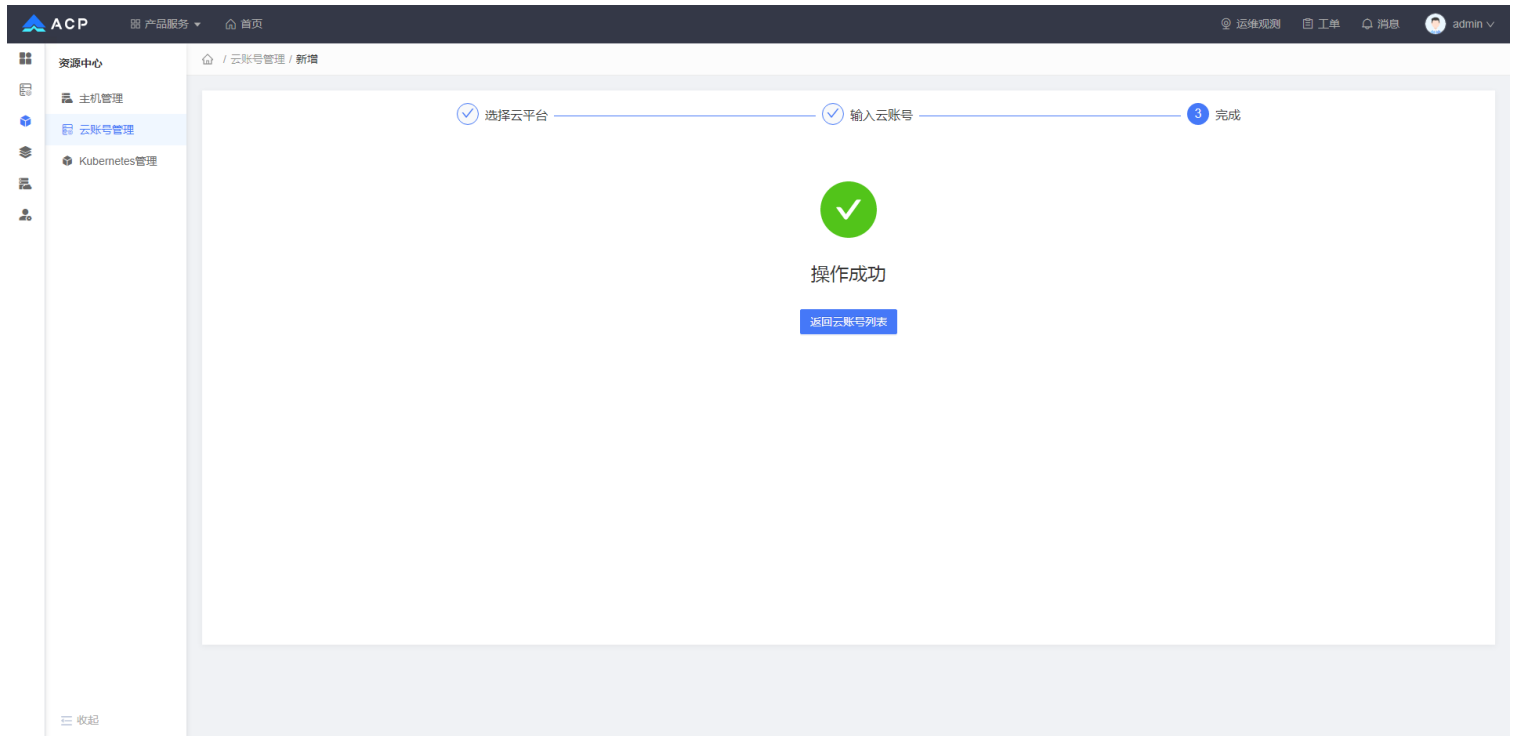 ACP 产品服务 首页 运维观测 工单 消息 admin
资源中心
/ 云账号管理 / 新增
主机管理
云账号管理
Kubernetes管理
选择云平台 输入云账号 3 完成
操作成功
返回云账号列表
收起